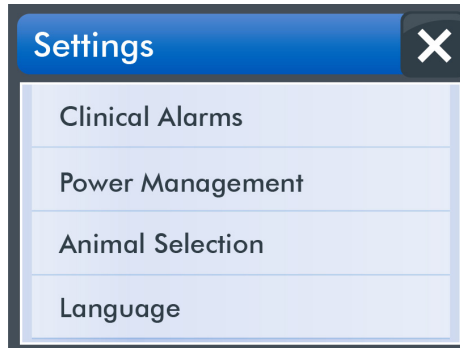 Settings
Clinical Alarms
Power Management
Animal Selection
Language